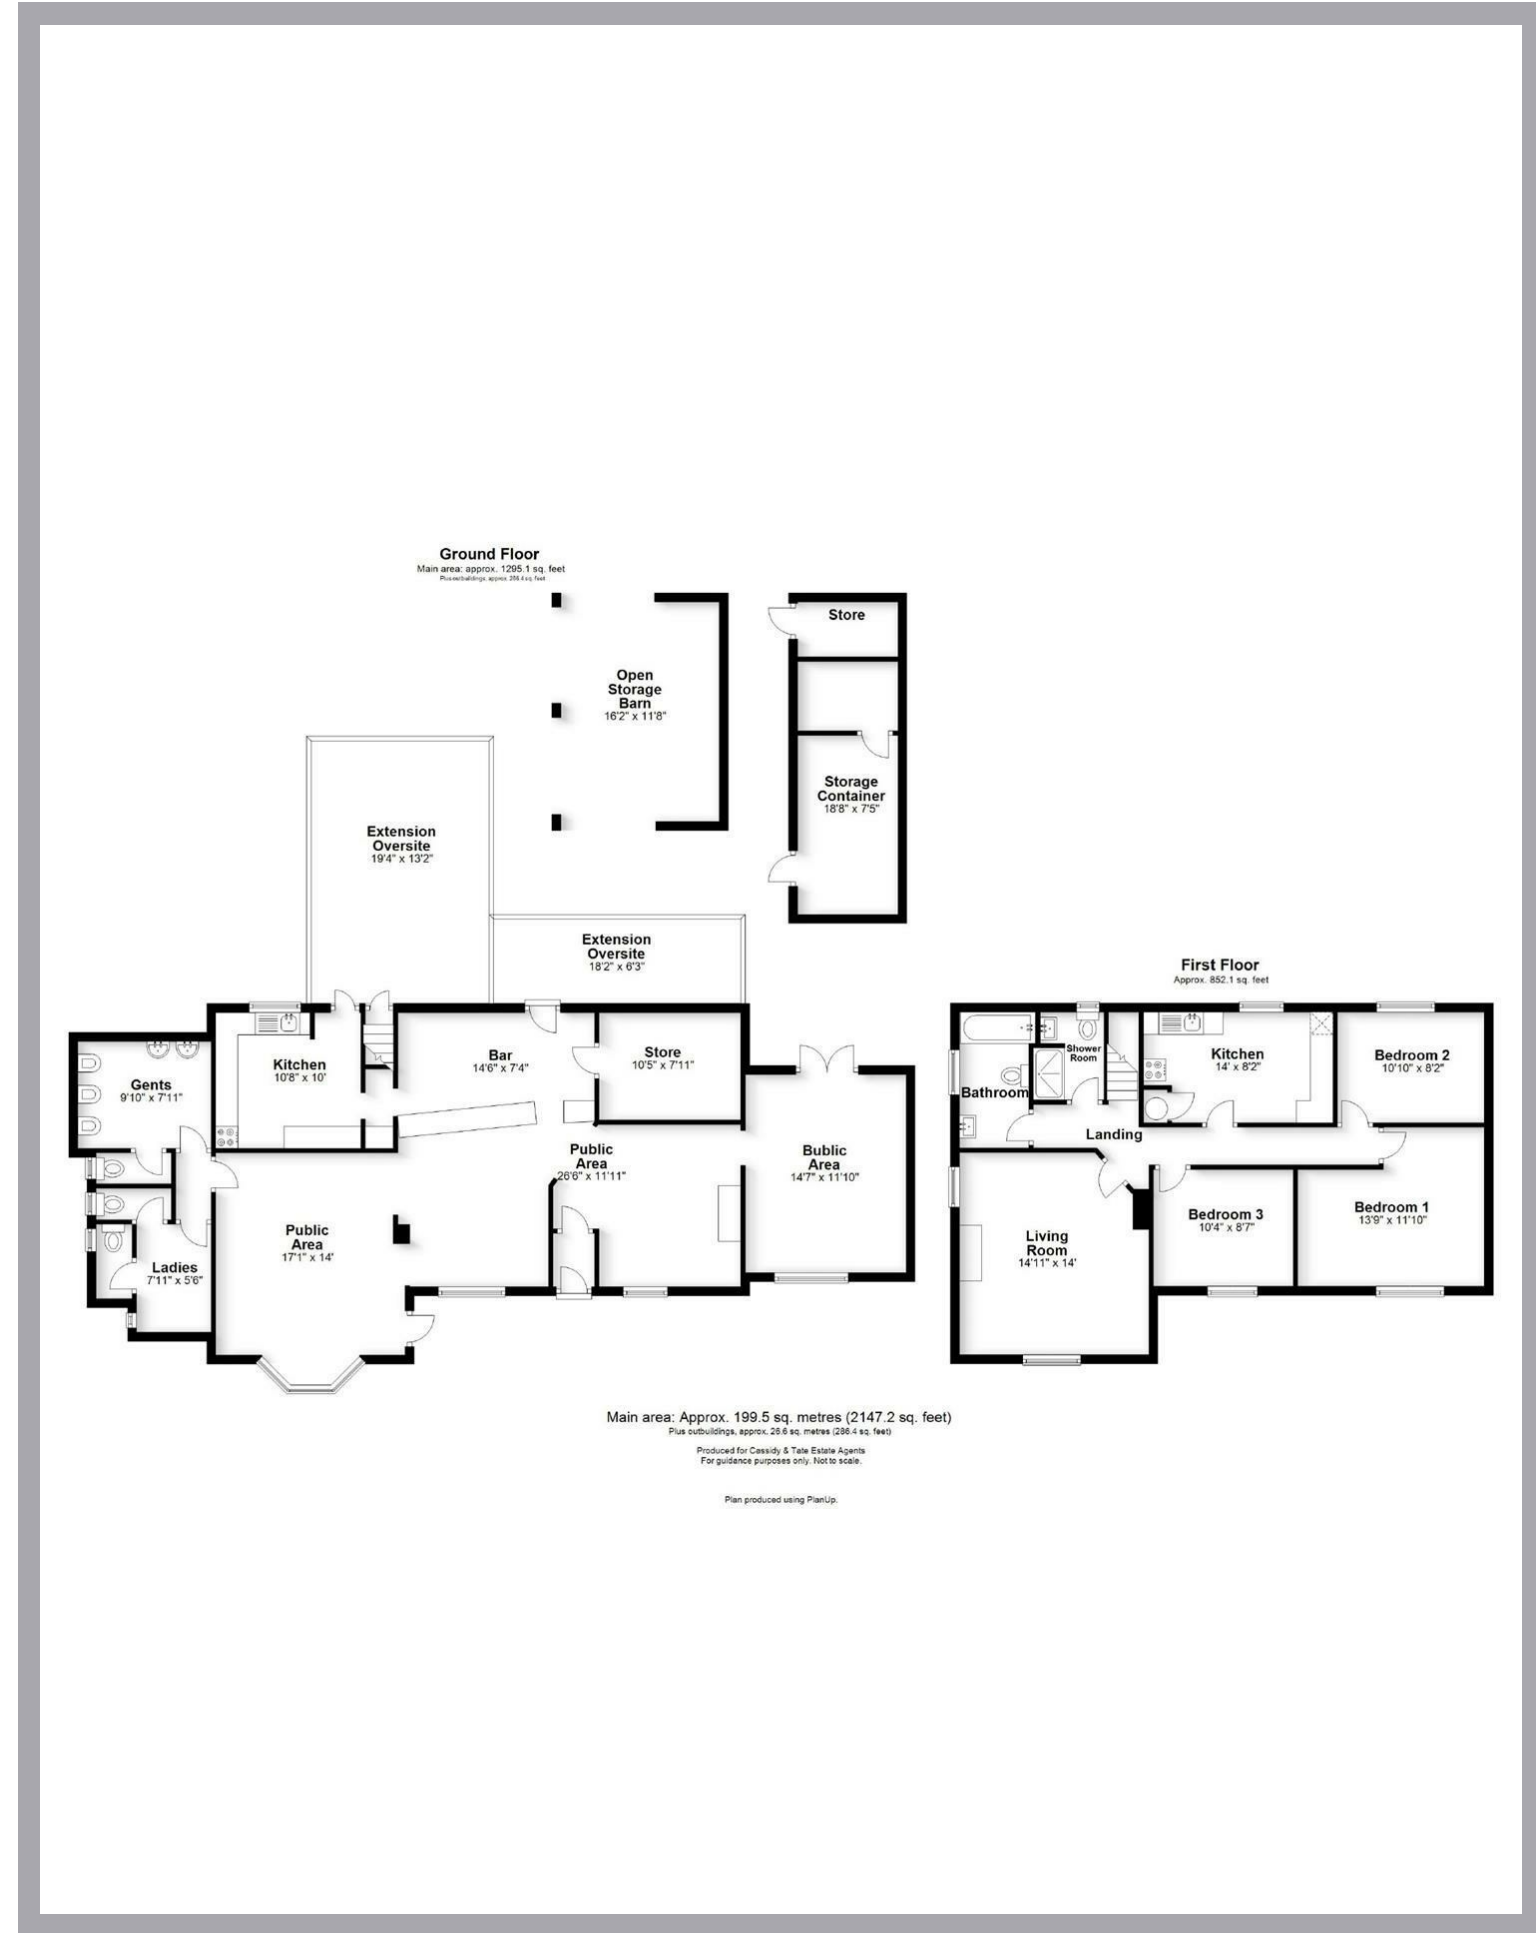 Ground Floor
Main area: approx. 1295.1 sq. feet
Plus outbuildings, approx. 286.4 sq. feet
Store
Open
Storage
Barn
16'2" x 11'8"
Storage
Container
18'8" x 7'5"
Extension
Oversite
19'4" x 13'2"
Extension
Oversite
18'2" x 6'3"
Kitchen
10'8" x 10'
Bar
14'6" x 7'4"
Store
10'5" x 7'11"
Gents
9'10" x 7'11"
Public
Area
26'6" x 11'11"
Bublic
Area
14'7" x 11'10"
Public
Area
17'1" x 14'
Ladies
7'11" x 5'6"
First Floor
Approx. 852.1 sq. feet
Shower
Room
Kitchen
14' x 8'2"
Bedroom 2
10'10" x 8'2"
Bathroom
Landing
Bedroom 3
10'4" x 8'7"
Bedroom 1
13'9" x 11'10"
Living
Room
14'11" x 14'
Main area: Approx. 199.5 sq. metres (2147.2 sq. feet)
Plus outbuildings, approx. 26.6 sq. metres (286.4 sq. feet)
Produced for Cassidy & Tate Estate Agents
For guidance purposes only. Not to scale.
Plan produced using PlanUp.